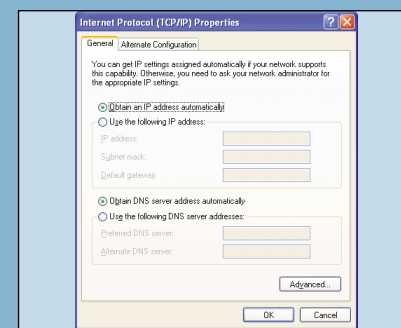 Internet Protocol (TCP/IP) Properties
General Alternate Configuration
You can get IP settings assigned automatically if your network supports
this capability. Otherwise, you need to ask your network administrator for
the appropriate IP settings.
Obtain an IP address automatically
Use the following IP address:
IP address:
Subnet mask:
Default gateway:
Obtain DNS server address automatically
Use the following DNS server addresses:
Preferred DNS server:
Alternate DNS server:
Advanced...
OK Cancel